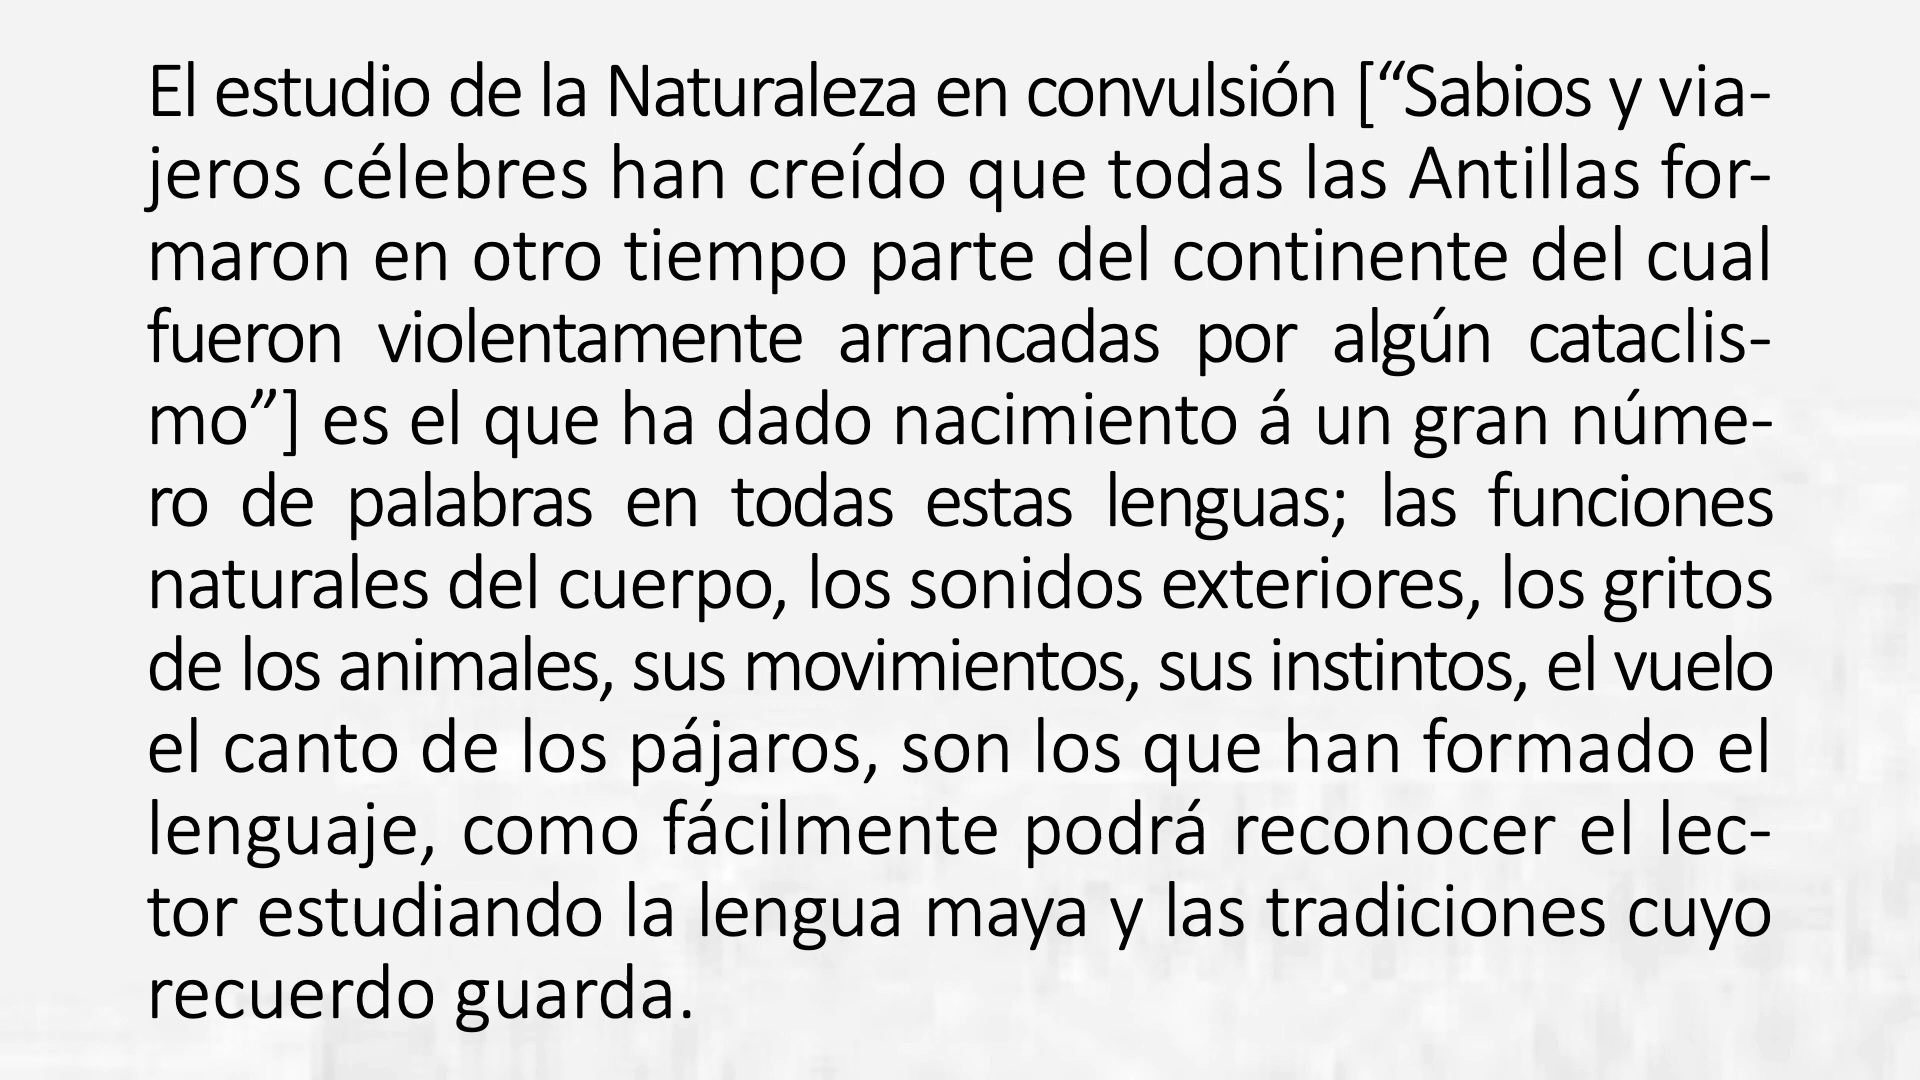 El estudio de la Naturaleza en convulsión [“Sabios y via-
jeros célebres han creído que todas las Antillas for-
maron en otro tiempo parte del continente del cual
fueron violentamente arrancadas por algún cataclis-
mo”] es el que ha dado nacimiento á un gran núme-
ro de palabras en todas estas lenguas; las funciones
naturales del cuerpo, los sonidos exteriores, los gritos
de los animales, sus movimientos, sus instintos, el vuelo
el canto de los pájaros, son los que han formado el
lenguaje, como fácilmente podrá reconocer el lec-
tor estudiando la lengua maya y las tradiciones cuyo
recuerdo guarda.